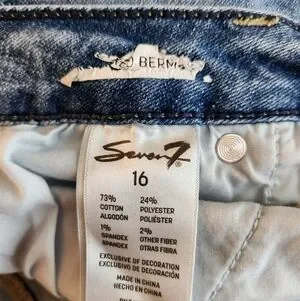 BERM
Seven7®
16
73% 24%
COTTON POLYESTER
ALGODÓN POLIÉSTER
1% 2%
SPANDEX OTHER FIBER
SPANDEX OTRAS FIBRA
EXCLUSIVE OF DECORATION
EXCLUSIVO DE DECORACIÓN
MADE IN CHINA
HECHO EN CHINA